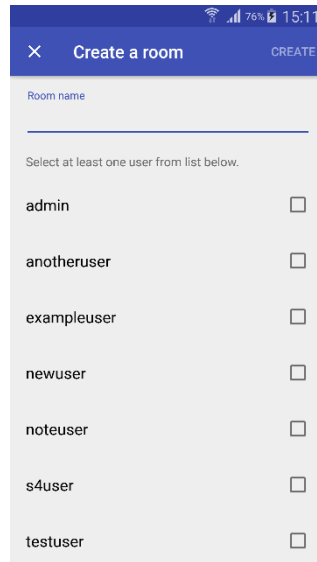 76% 15:11
Create a room CREATE
Room name
Select at least one user from list below.
admin
anotheruser
exampleuser
newuser
noteuser
s4user
testuser